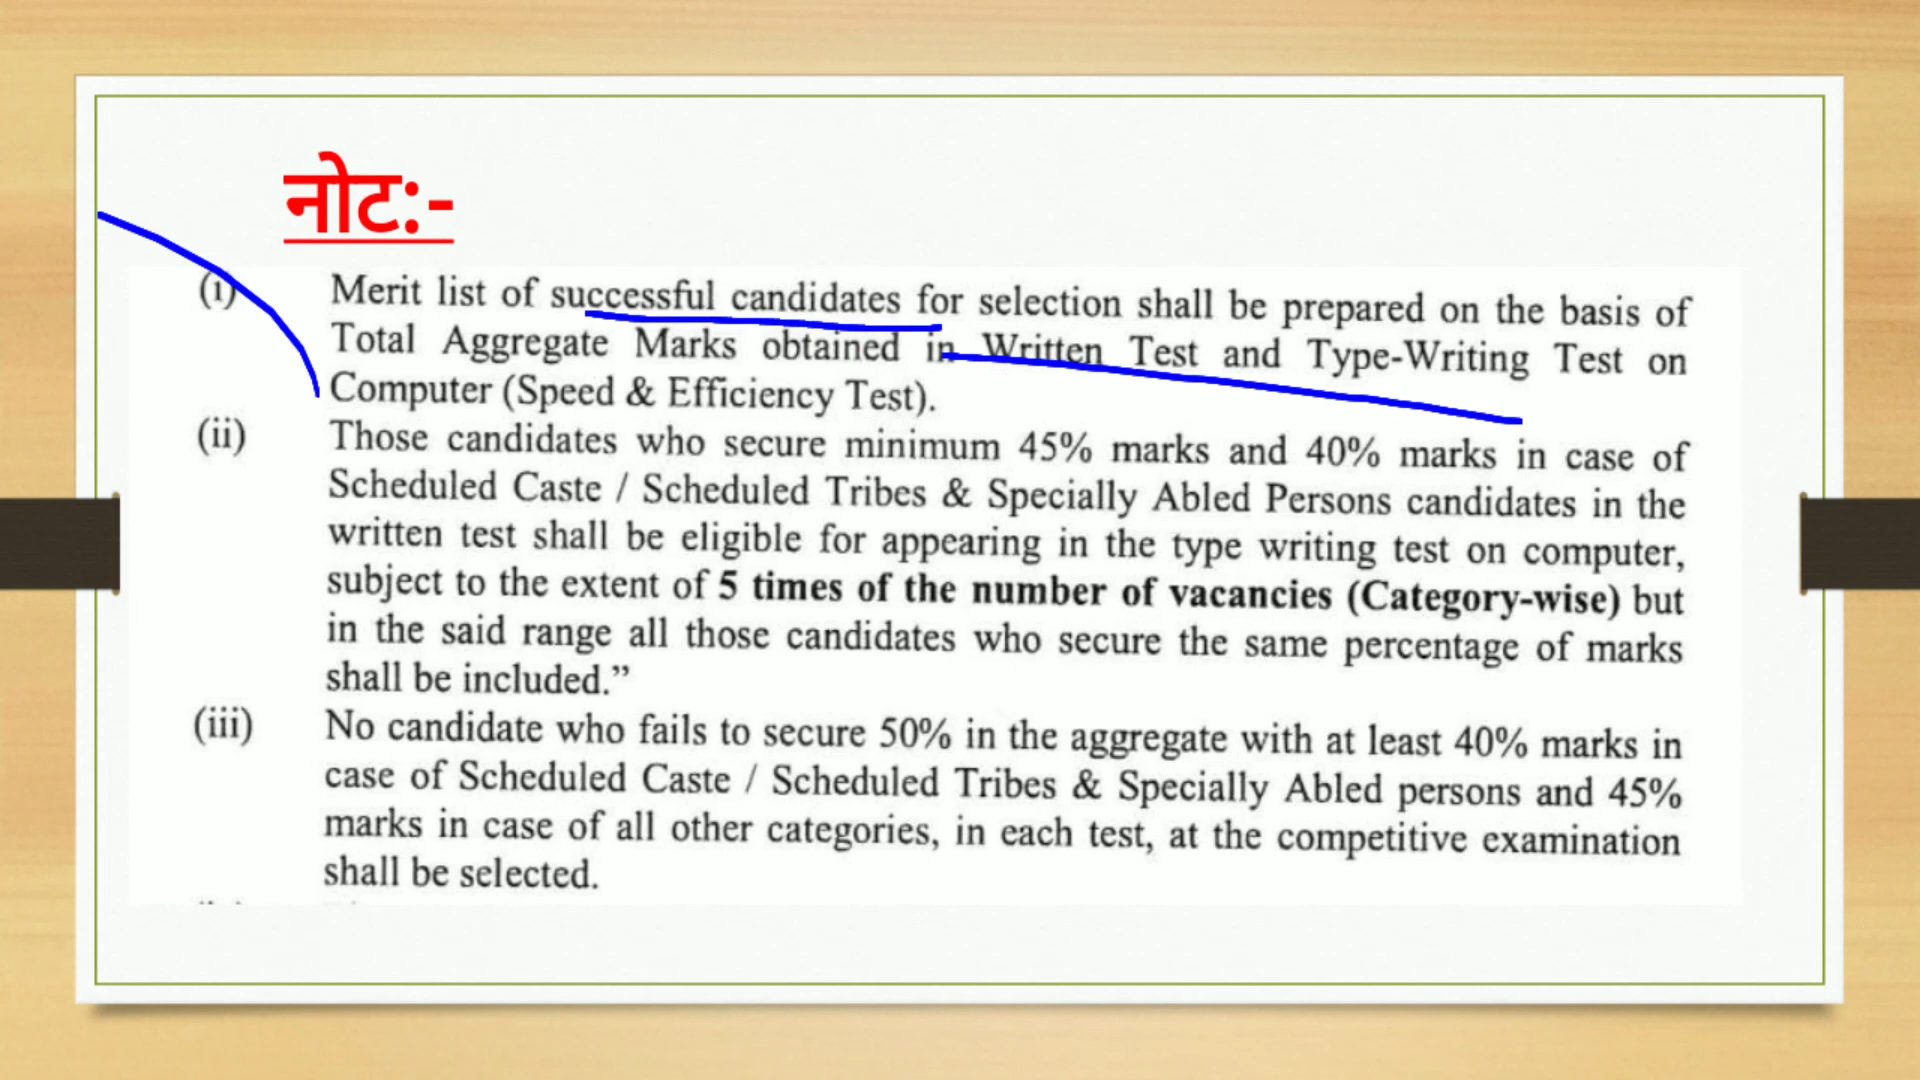 नोट:-
(i) Merit list of successful candidates for selection shall be prepared on the basis of
Total Aggregate Marks obtained in Written Test and Type-Writing Test on
Computer (Speed & Efficiency Test).
(ii) Those candidates who secure minimum 45% marks and 40% marks in case of
Scheduled Caste / Scheduled Tribes & Specially Abled Persons candidates in the
written test shall be eligible for appearing in the type writing test on computer,
subject to the extent of 5 times of the number of vacancies (Category-wise) but
in the said range all those candidates who secure the same percentage of marks
shall be included.”
(iii) No candidate who fails to secure 50% in the aggregate with at least 40% marks in
case of Scheduled Caste / Scheduled Tribes & Specially Abled persons and 45%
marks in case of all other categories, in each test, at the competitive examination
shall be selected.